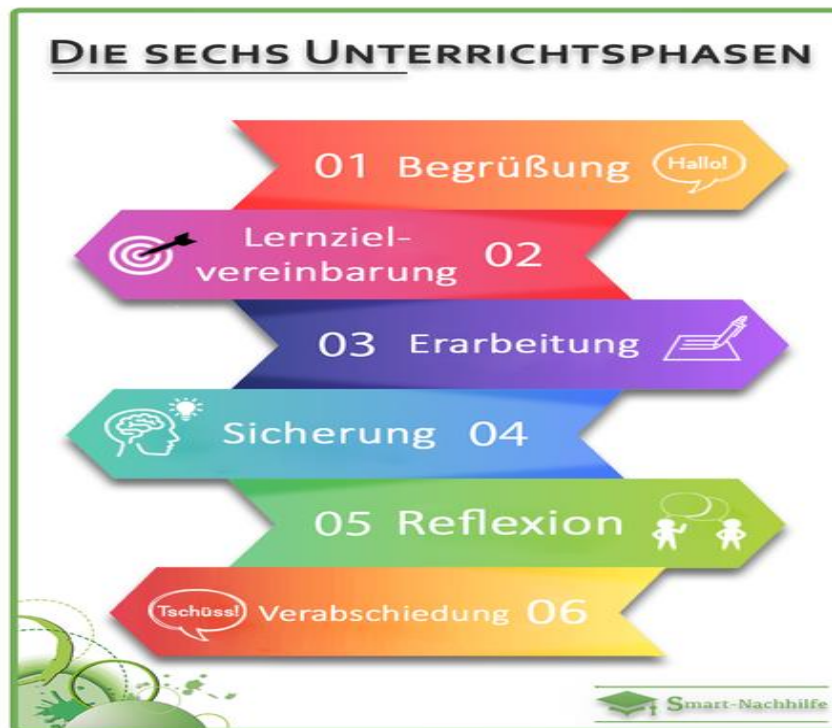 DIE SECHS UNTERRICHTSPHASEN
01 Begrüßung Hallo!
Lernziel-
vereinbarung 02
03 Erarbeitung
Sicherung 04
05 Reflexion
Tschüss! Verabschiedung 06
Smart-Nachhilfe